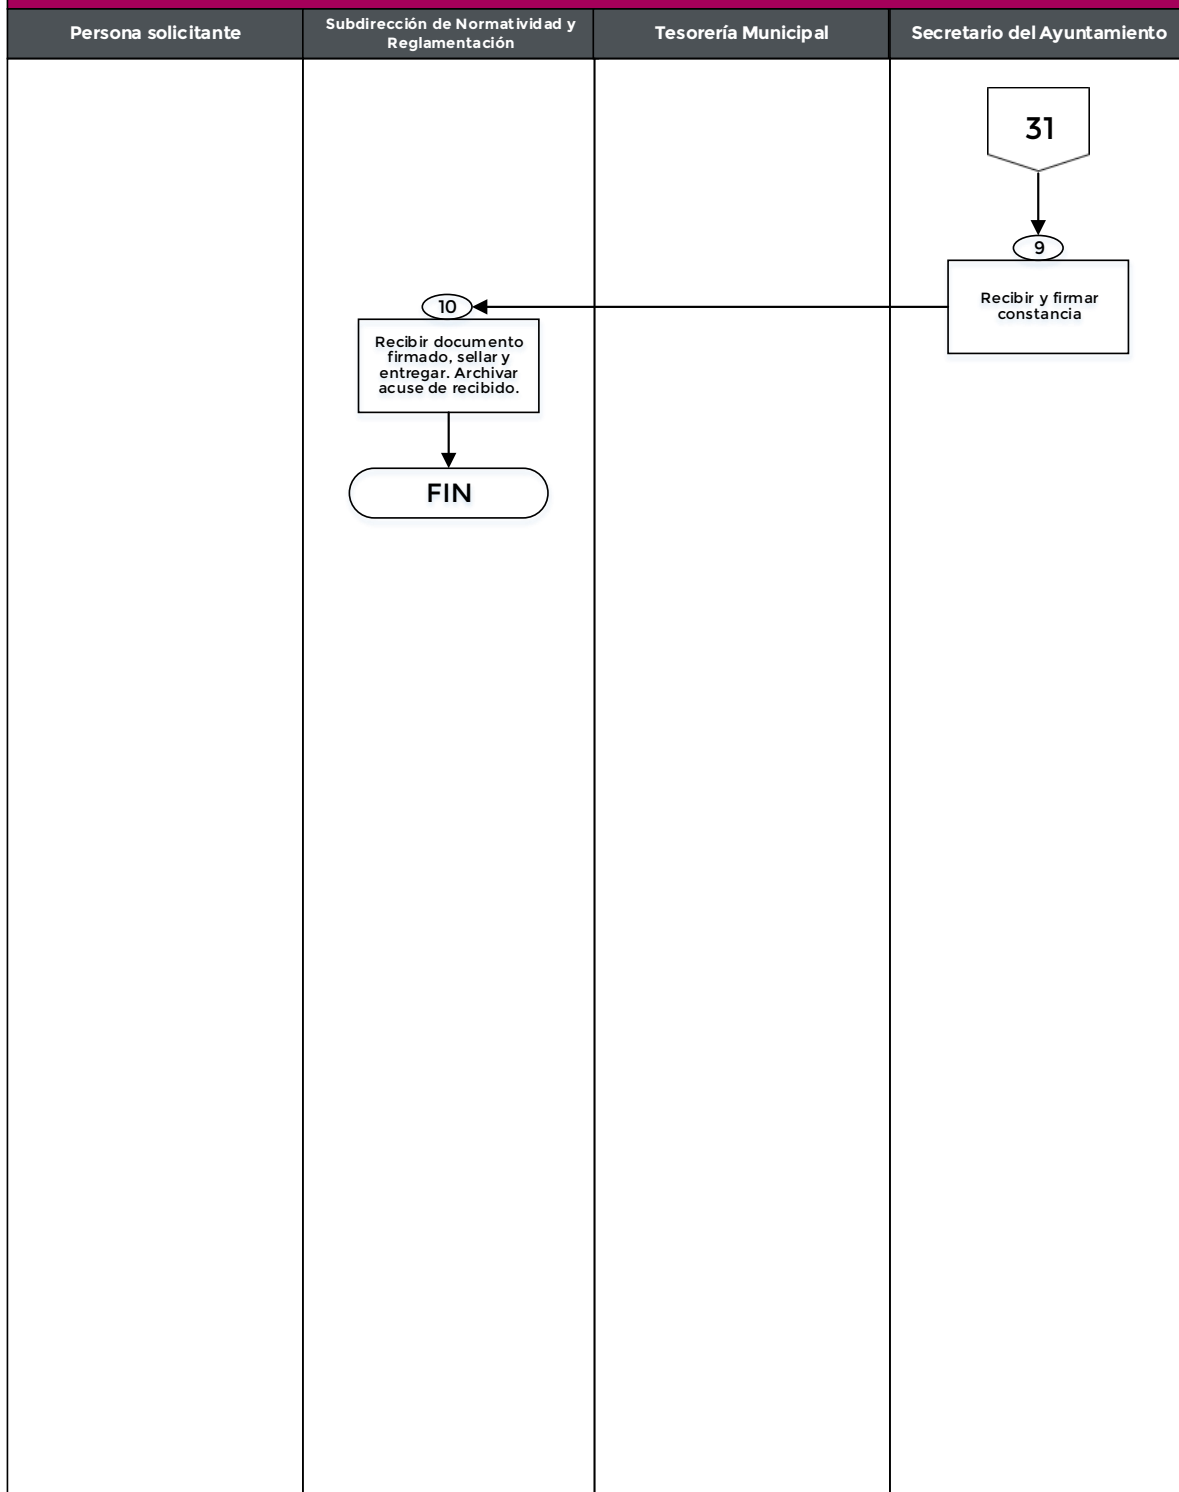 Persona solicitante
Subdirección de Normatividad y
Reglamentación
Tesorería Municipal
Secretario del Ayuntamiento
31
9
Recibir y firmar
constancia
10
Recibir documento
firmado, sellar y
entregar. Archivar
acuse de recibido.
FIN